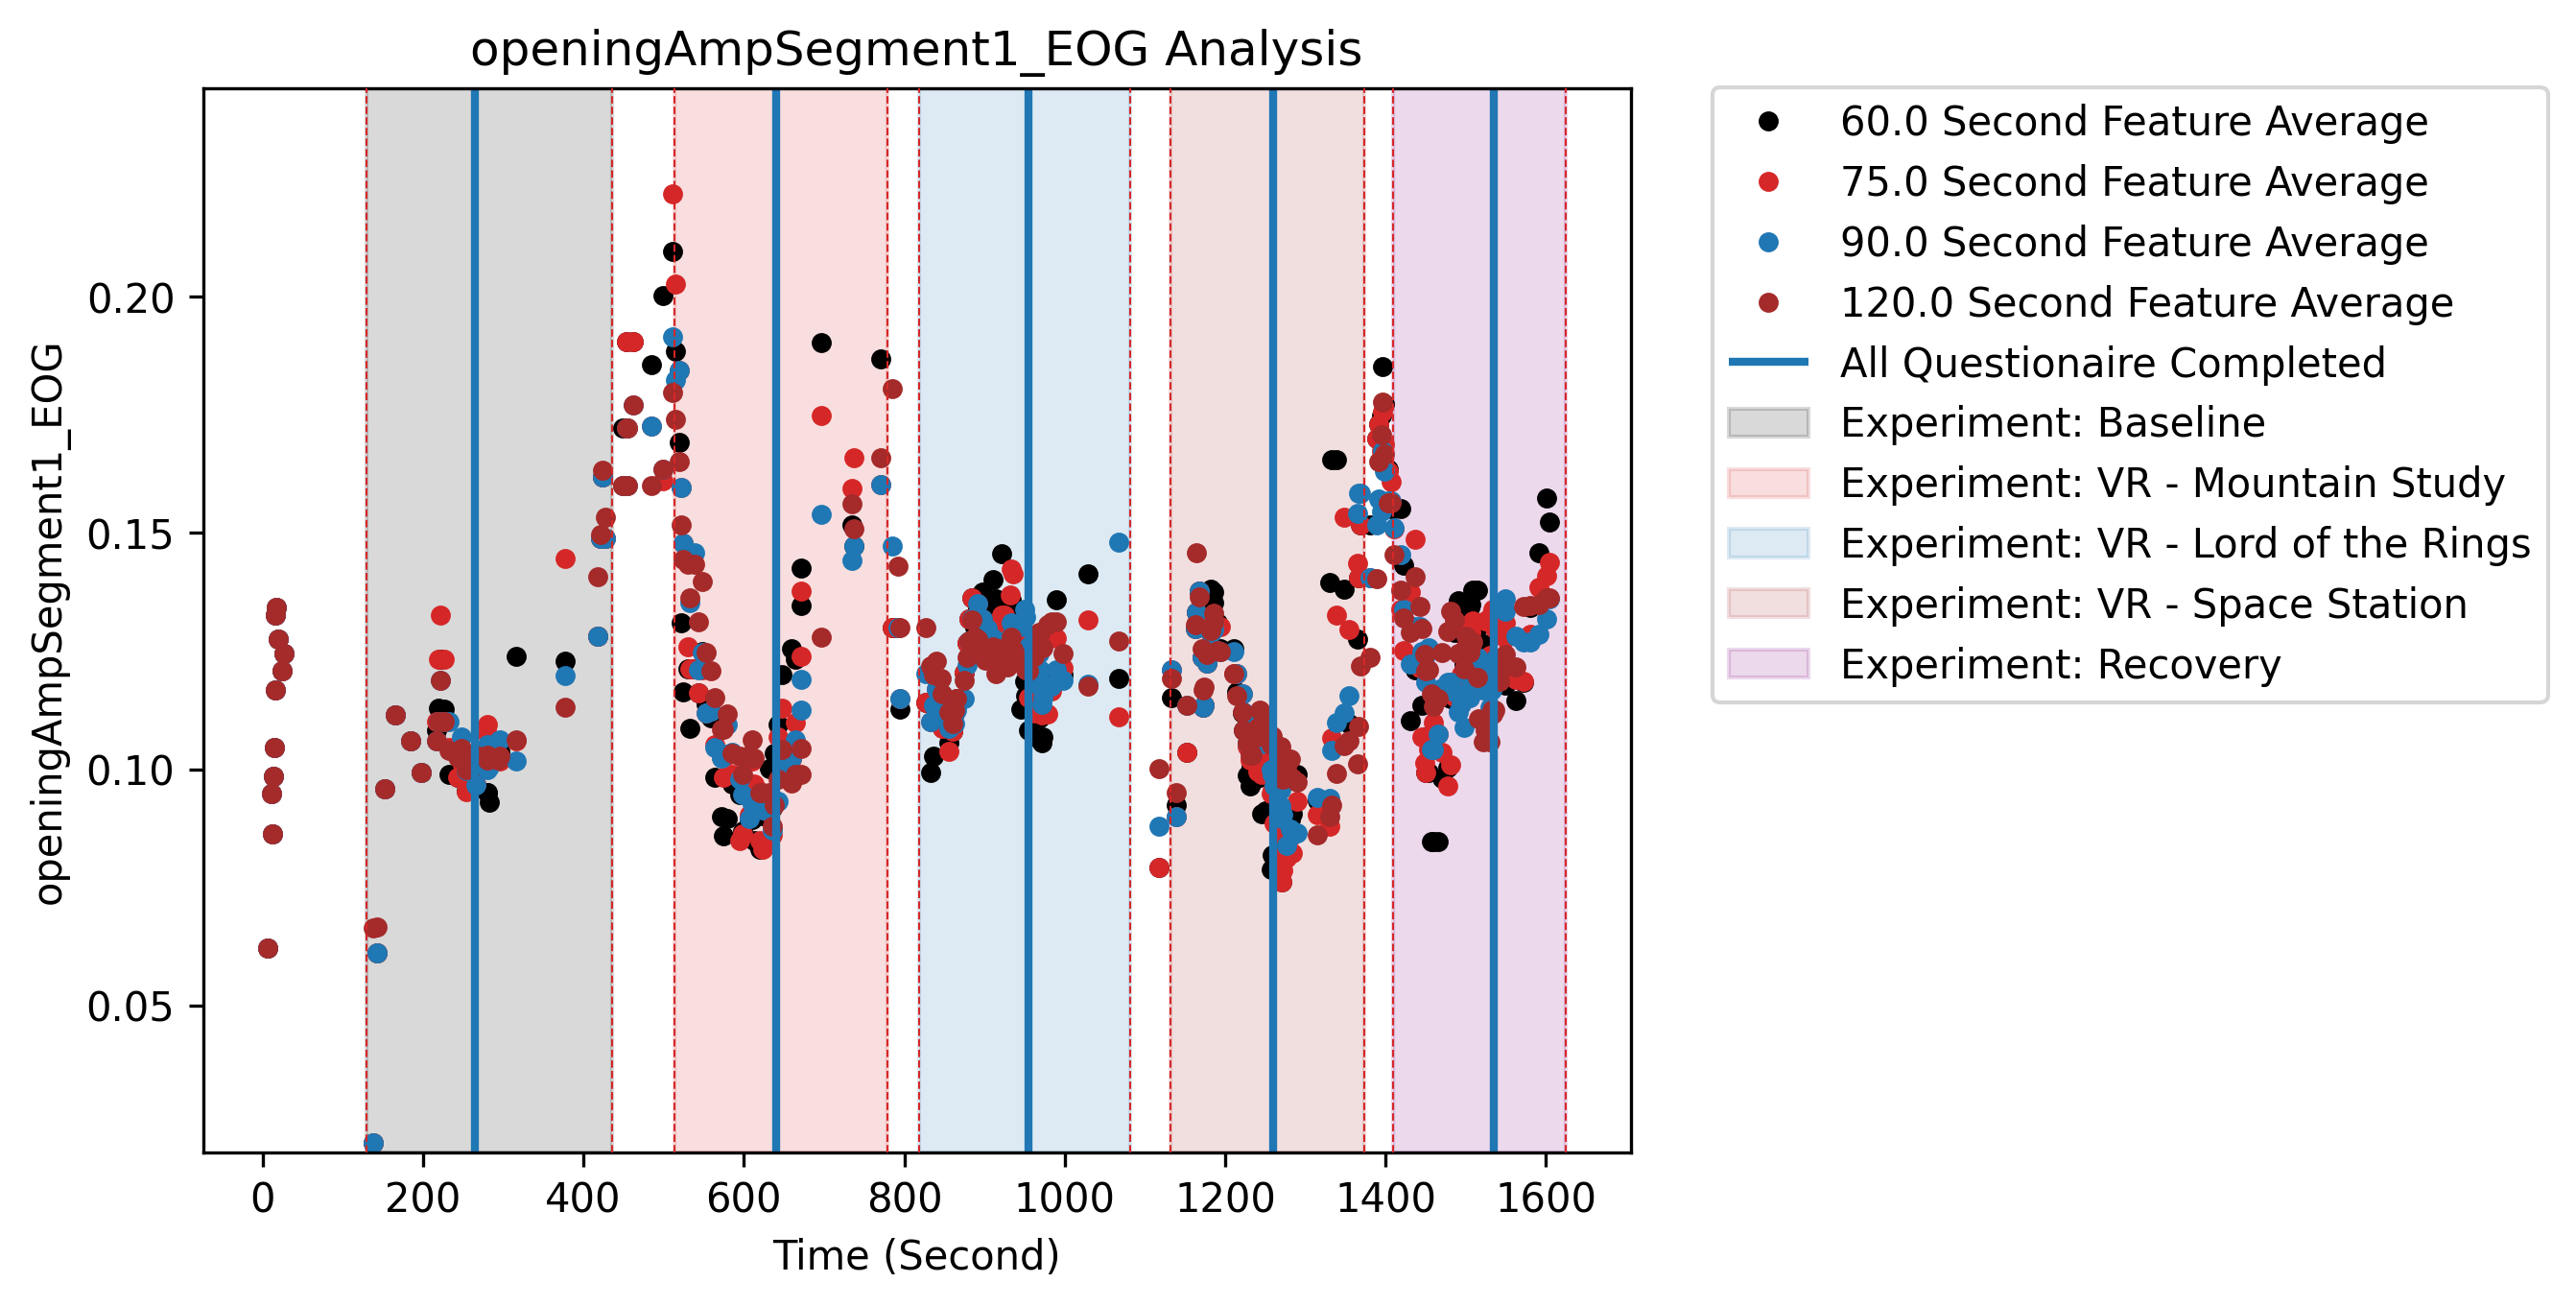 openingAmpSegment1_EOG Analysis
openingAmpSegment1_EOG
0.20
0.15
0.10
0.05
0 200 400 600 800 1000 1200 1400 1600
Time (Second)
60.0 Second Feature Average
75.0 Second Feature Average
90.0 Second Feature Average
120.0 Second Feature Average
All Questionaire Completed
Experiment: Baseline
Experiment: VR - Mountain Study
Experiment: VR - Lord of the Rings
Experiment: VR - Space Station
Experiment: Recovery